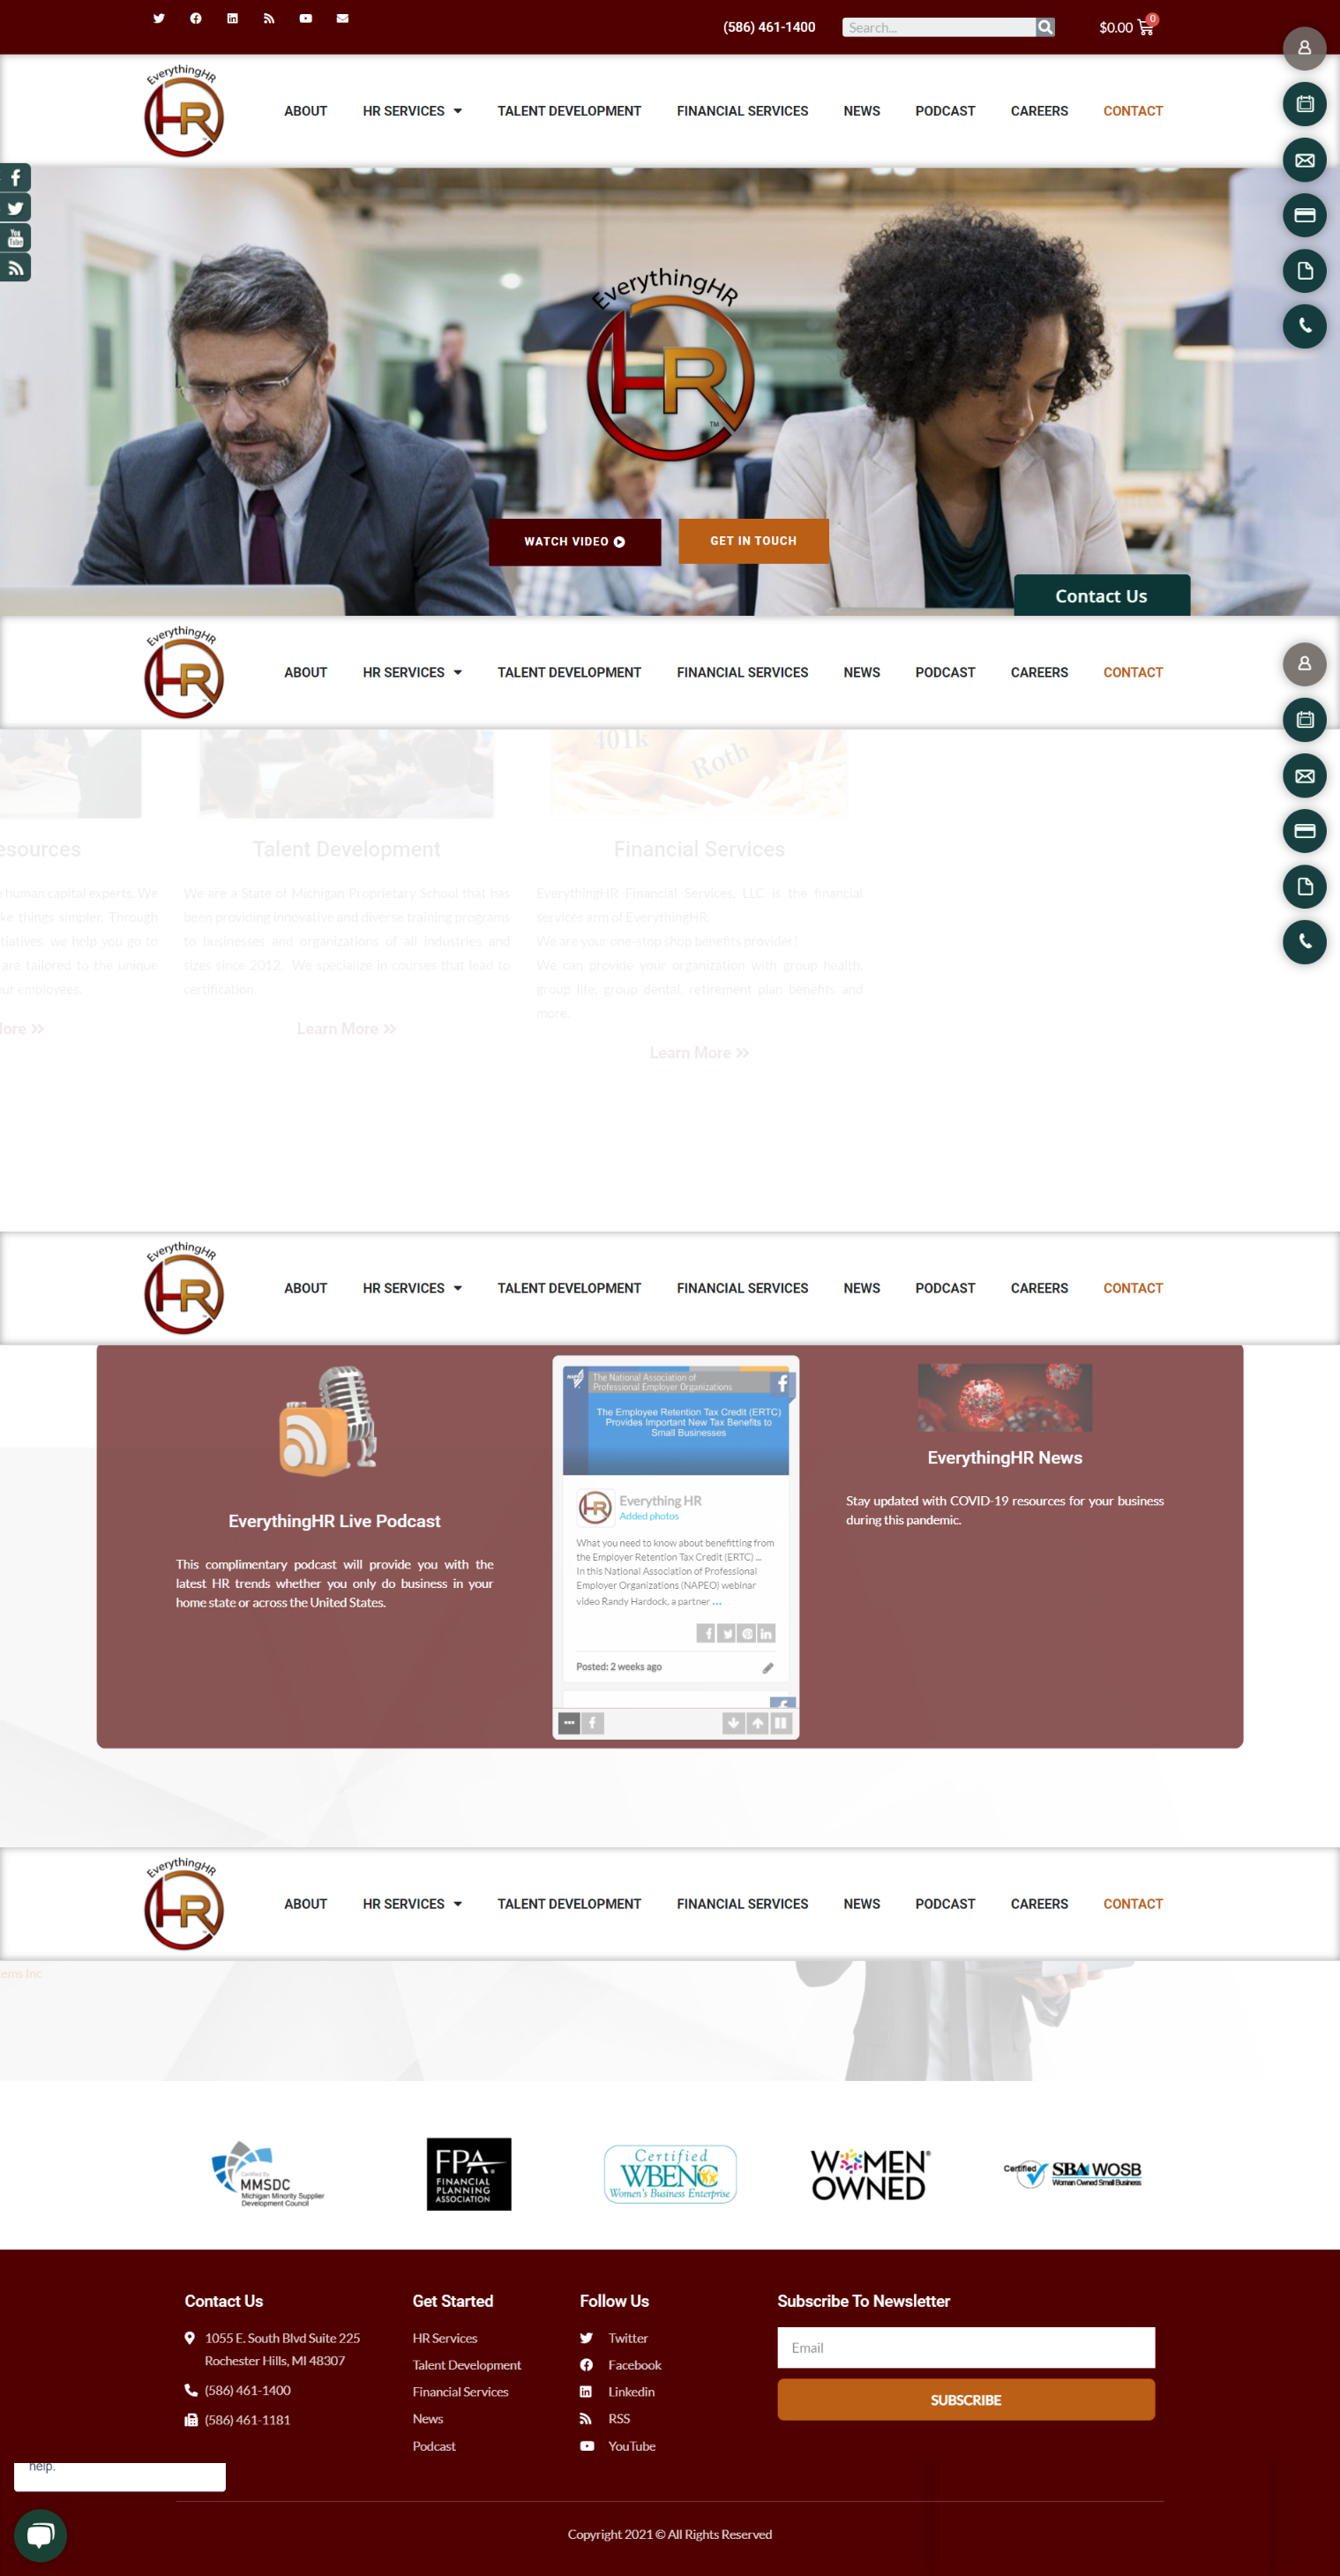 (586) 461-1400
Search...
$0.00
0
EverythingHR
HR
ABOUT
HR SERVICES
TALENT DEVELOPMENT
FINANCIAL SERVICES
NEWS
PODCAST
CAREERS
CONTACT
You
Tube
EverythingHR
HR
TM
WATCH VIDEO
GET IN TOUCH
Contact Us
EverythingHR
HR
ABOUT
HR SERVICES
TALENT DEVELOPMENT
FINANCIAL SERVICES
NEWS
PODCAST
CAREERS
CONTACT
401k
Roth
esources
human capital experts. We
ke things simpler. Through
tiatives, we help you go to
are tailored to the unique
ur employees.
ore
Talent Development
We are a State of Michigan Proprietary School that has
been providing innovative and diverse training programs
to businesses and organizations of all industries and
sizes since 2012. We specialize in courses that lead to
certification.
Learn More
Financial Services
EverythingHR Financial Services, LLC is the financial
services arm of EverythingHR.
We are your one-stop shop benefits provider!
We can provide your organization with group health,
group life, group dental, retirement plan benefits and
more.
Learn More
EverythingHR
HR
ABOUT
HR SERVICES
TALENT DEVELOPMENT
FINANCIAL SERVICES
NEWS
PODCAST
CAREERS
CONTACT
EverythingHR Live Podcast
This complimentary podcast will provide you with the
latest HR trends whether you only do business in your
home state or across the United States.
The National Association of
Professional Employer Organizations
The Employee Retention Tax Credit (ERTC)
Provides Important New Tax Benefits to
Small Businesses
HR
Everything HR
Added photos
What you need to know about benefitting from
the Employer Retention Tax Credit (ERTC) ...
In this National Association of Professional
Employer Organizations (NAPEO) webinar
video Randy Hardock, a partner ...
Posted: 2 weeks ago
EverythingHR News
Stay updated with COVID-19 resources for your business
during this pandemic.
EverythingHR
HR
ABOUT
HR SERVICES
TALENT DEVELOPMENT
FINANCIAL SERVICES
NEWS
PODCAST
CAREERS
CONTACT
ems Inc
Certified By
MMSDC
Michigan Minority Supplier
Development Council
FPA
FINANCIAL
PLANNING
ASSOCIATION
Certified
WBENC
Women's Business Enterprise
WOMEN
OWNED
Certified
SBA WOSB
Woman Owned Small Business
Contact Us
1055 E. South Blvd Suite 225
Rochester Hills, MI 48307
(586) 461-1400
(586) 461-1181
Get Started
HR Services
Talent Development
Financial Services
News
Podcast
Follow Us
Twitter
Facebook
Linkedin
RSS
YouTube
Subscribe To Newsletter
Email
SUBSCRIBE
help.
Copyright 2021 © All Rights Reserved